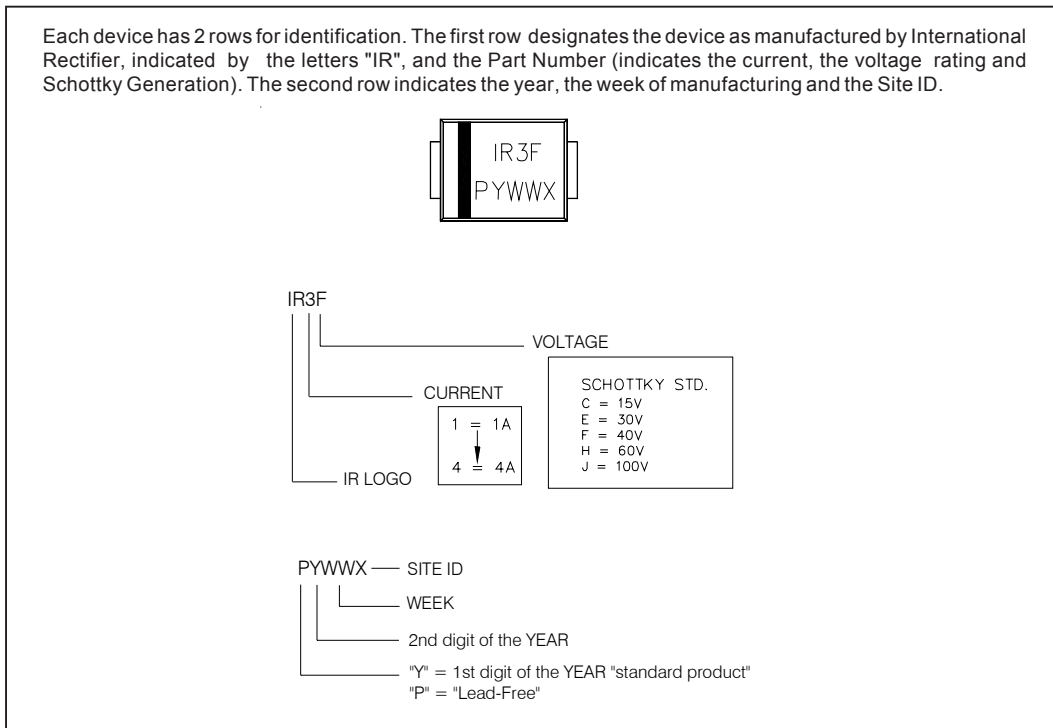 Each device has 2 rows for identification. The first row designates the device as manufactured by International
Rectifier, indicated by the letters "IR", and the Part Number (indicates the current, the voltage rating and
Schottky Generation). The second row indicates the year, the week of manufacturing and the Site ID.
IR3F
PYWWX
IR3F
VOLTAGE
SCHOTTKY STD.
C = 15V
E = 30V
F = 40V
H = 60V
J = 100V
CURRENT
1 = 1A
4 = 4A
IR LOGO
PYWWX
SITE ID
WEEK
2nd digit of the YEAR
"Y" = 1st digit of the YEAR "standard product"
"P" = "Lead-Free"